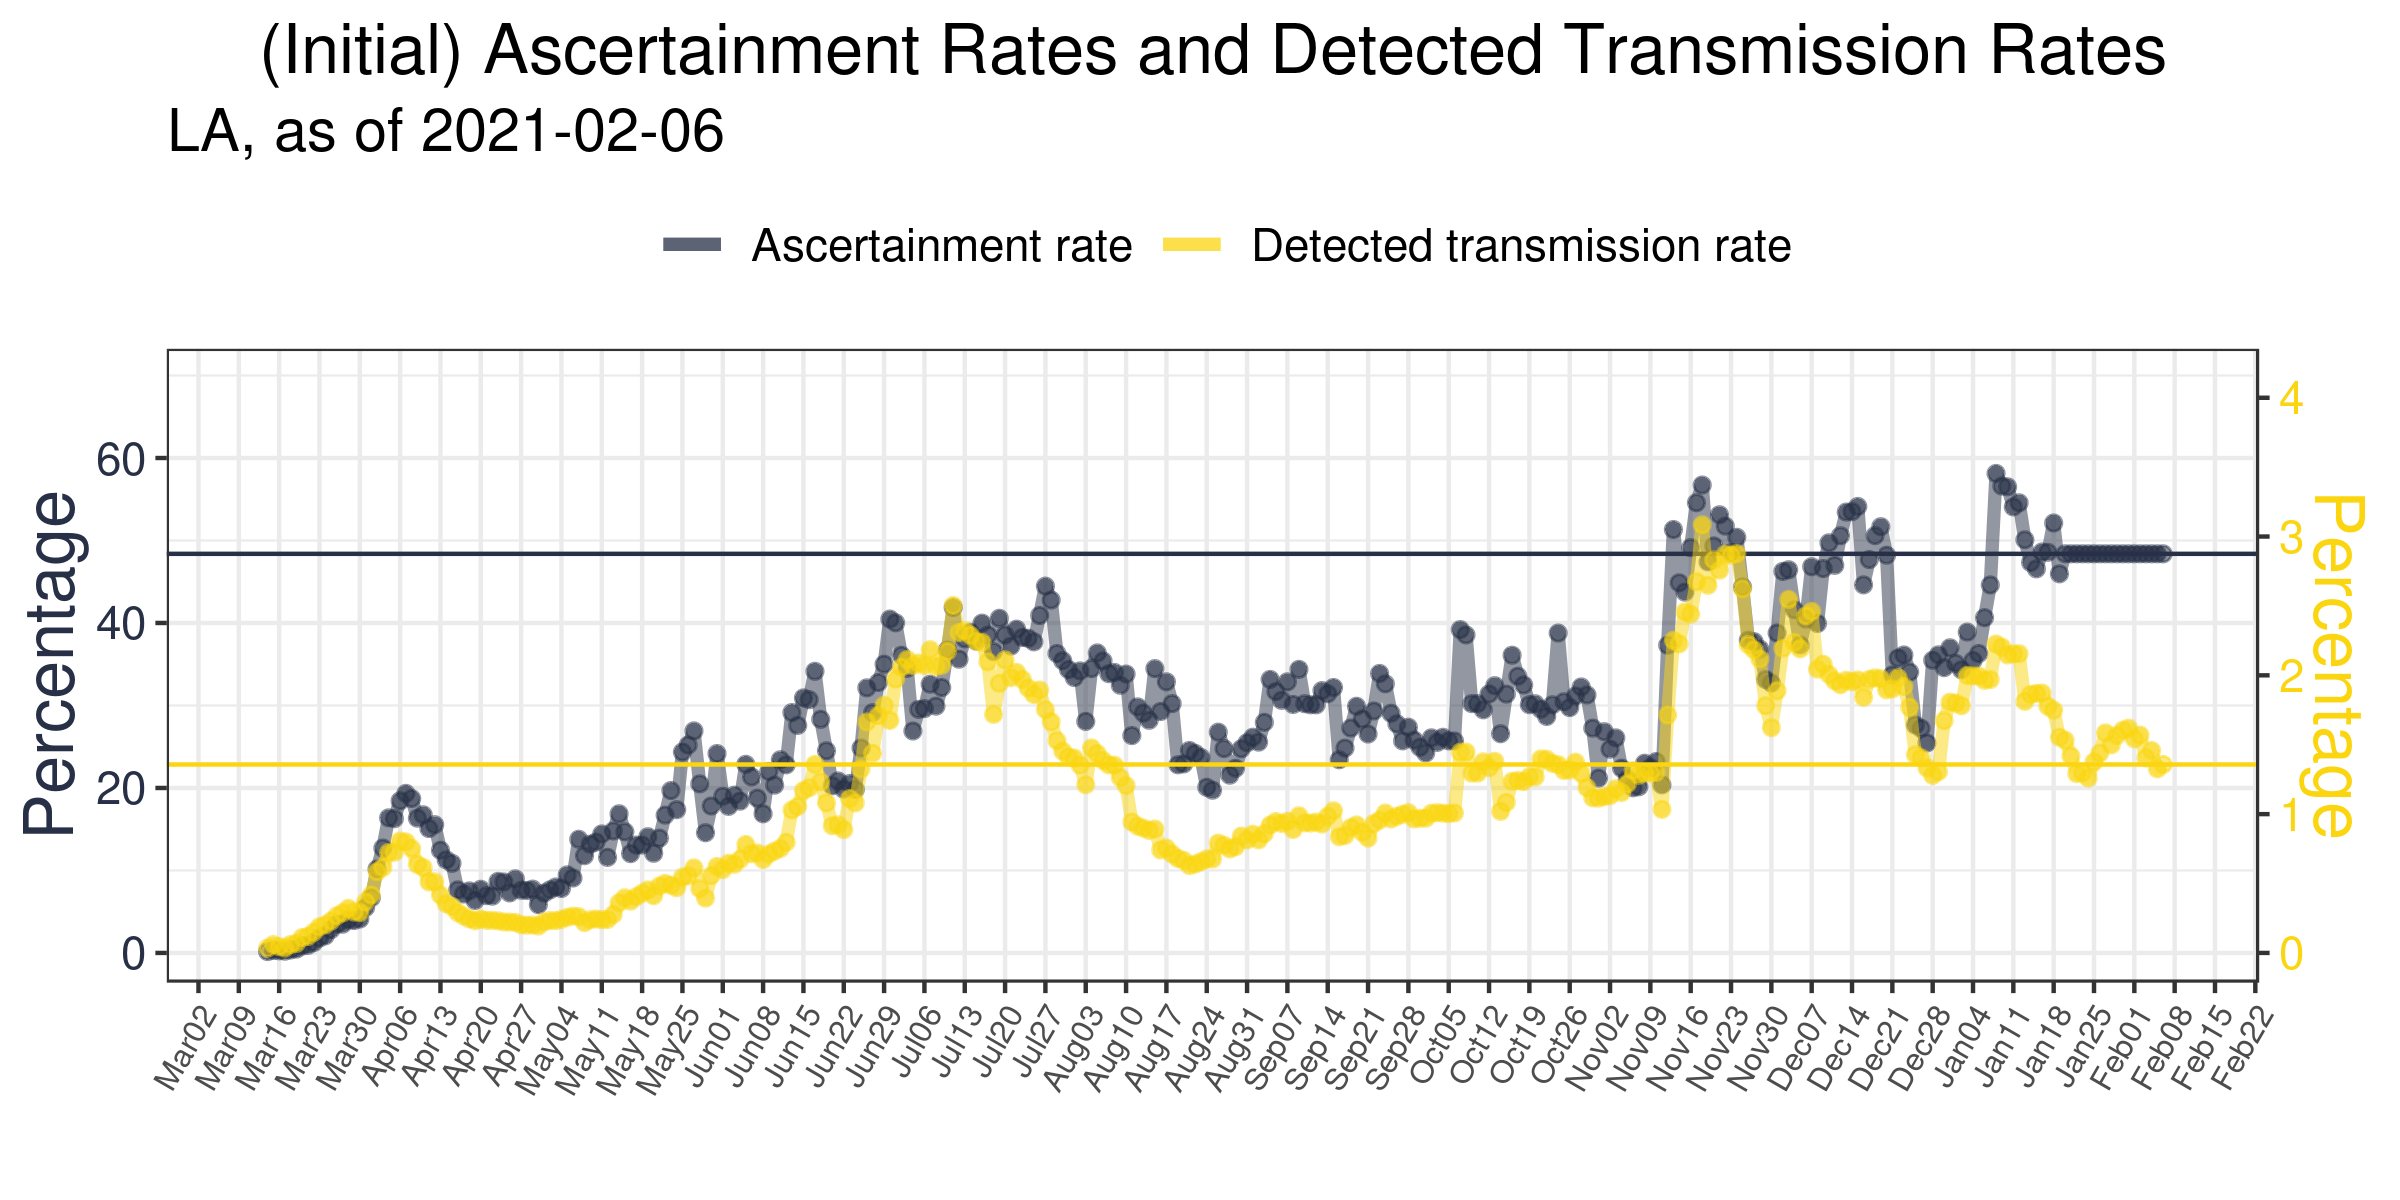 (Initial) Ascertainment Rates and Detected Transmission Rates
LA, as of 2021-02-06
Ascertainment rate Detected transmission rate
Percentage
60
40
20
0
4
3
2
1
0
Percentage
Mar02 Mar09 Mar16 Mar23 Mar30 Apr06 Apr13 Apr20 Apr27 May04 May11 May18 May25 Jun01 Jun08 Jun15 Jun22 Jun29 Jul06 Jul13 Jul20 Jul27 Aug03 Aug10 Aug17 Aug24 Aug31 Sep07 Sep14 Sep21 Sep28 Oct05 Oct12 Oct19 Oct26 Nov02 Nov09 Nov16 Nov23 Nov30 Dec07 Dec14 Dec21 Dec28 Jan04 Jan11 Jan18 Jan25 Feb01 Feb08 Feb15 Feb22